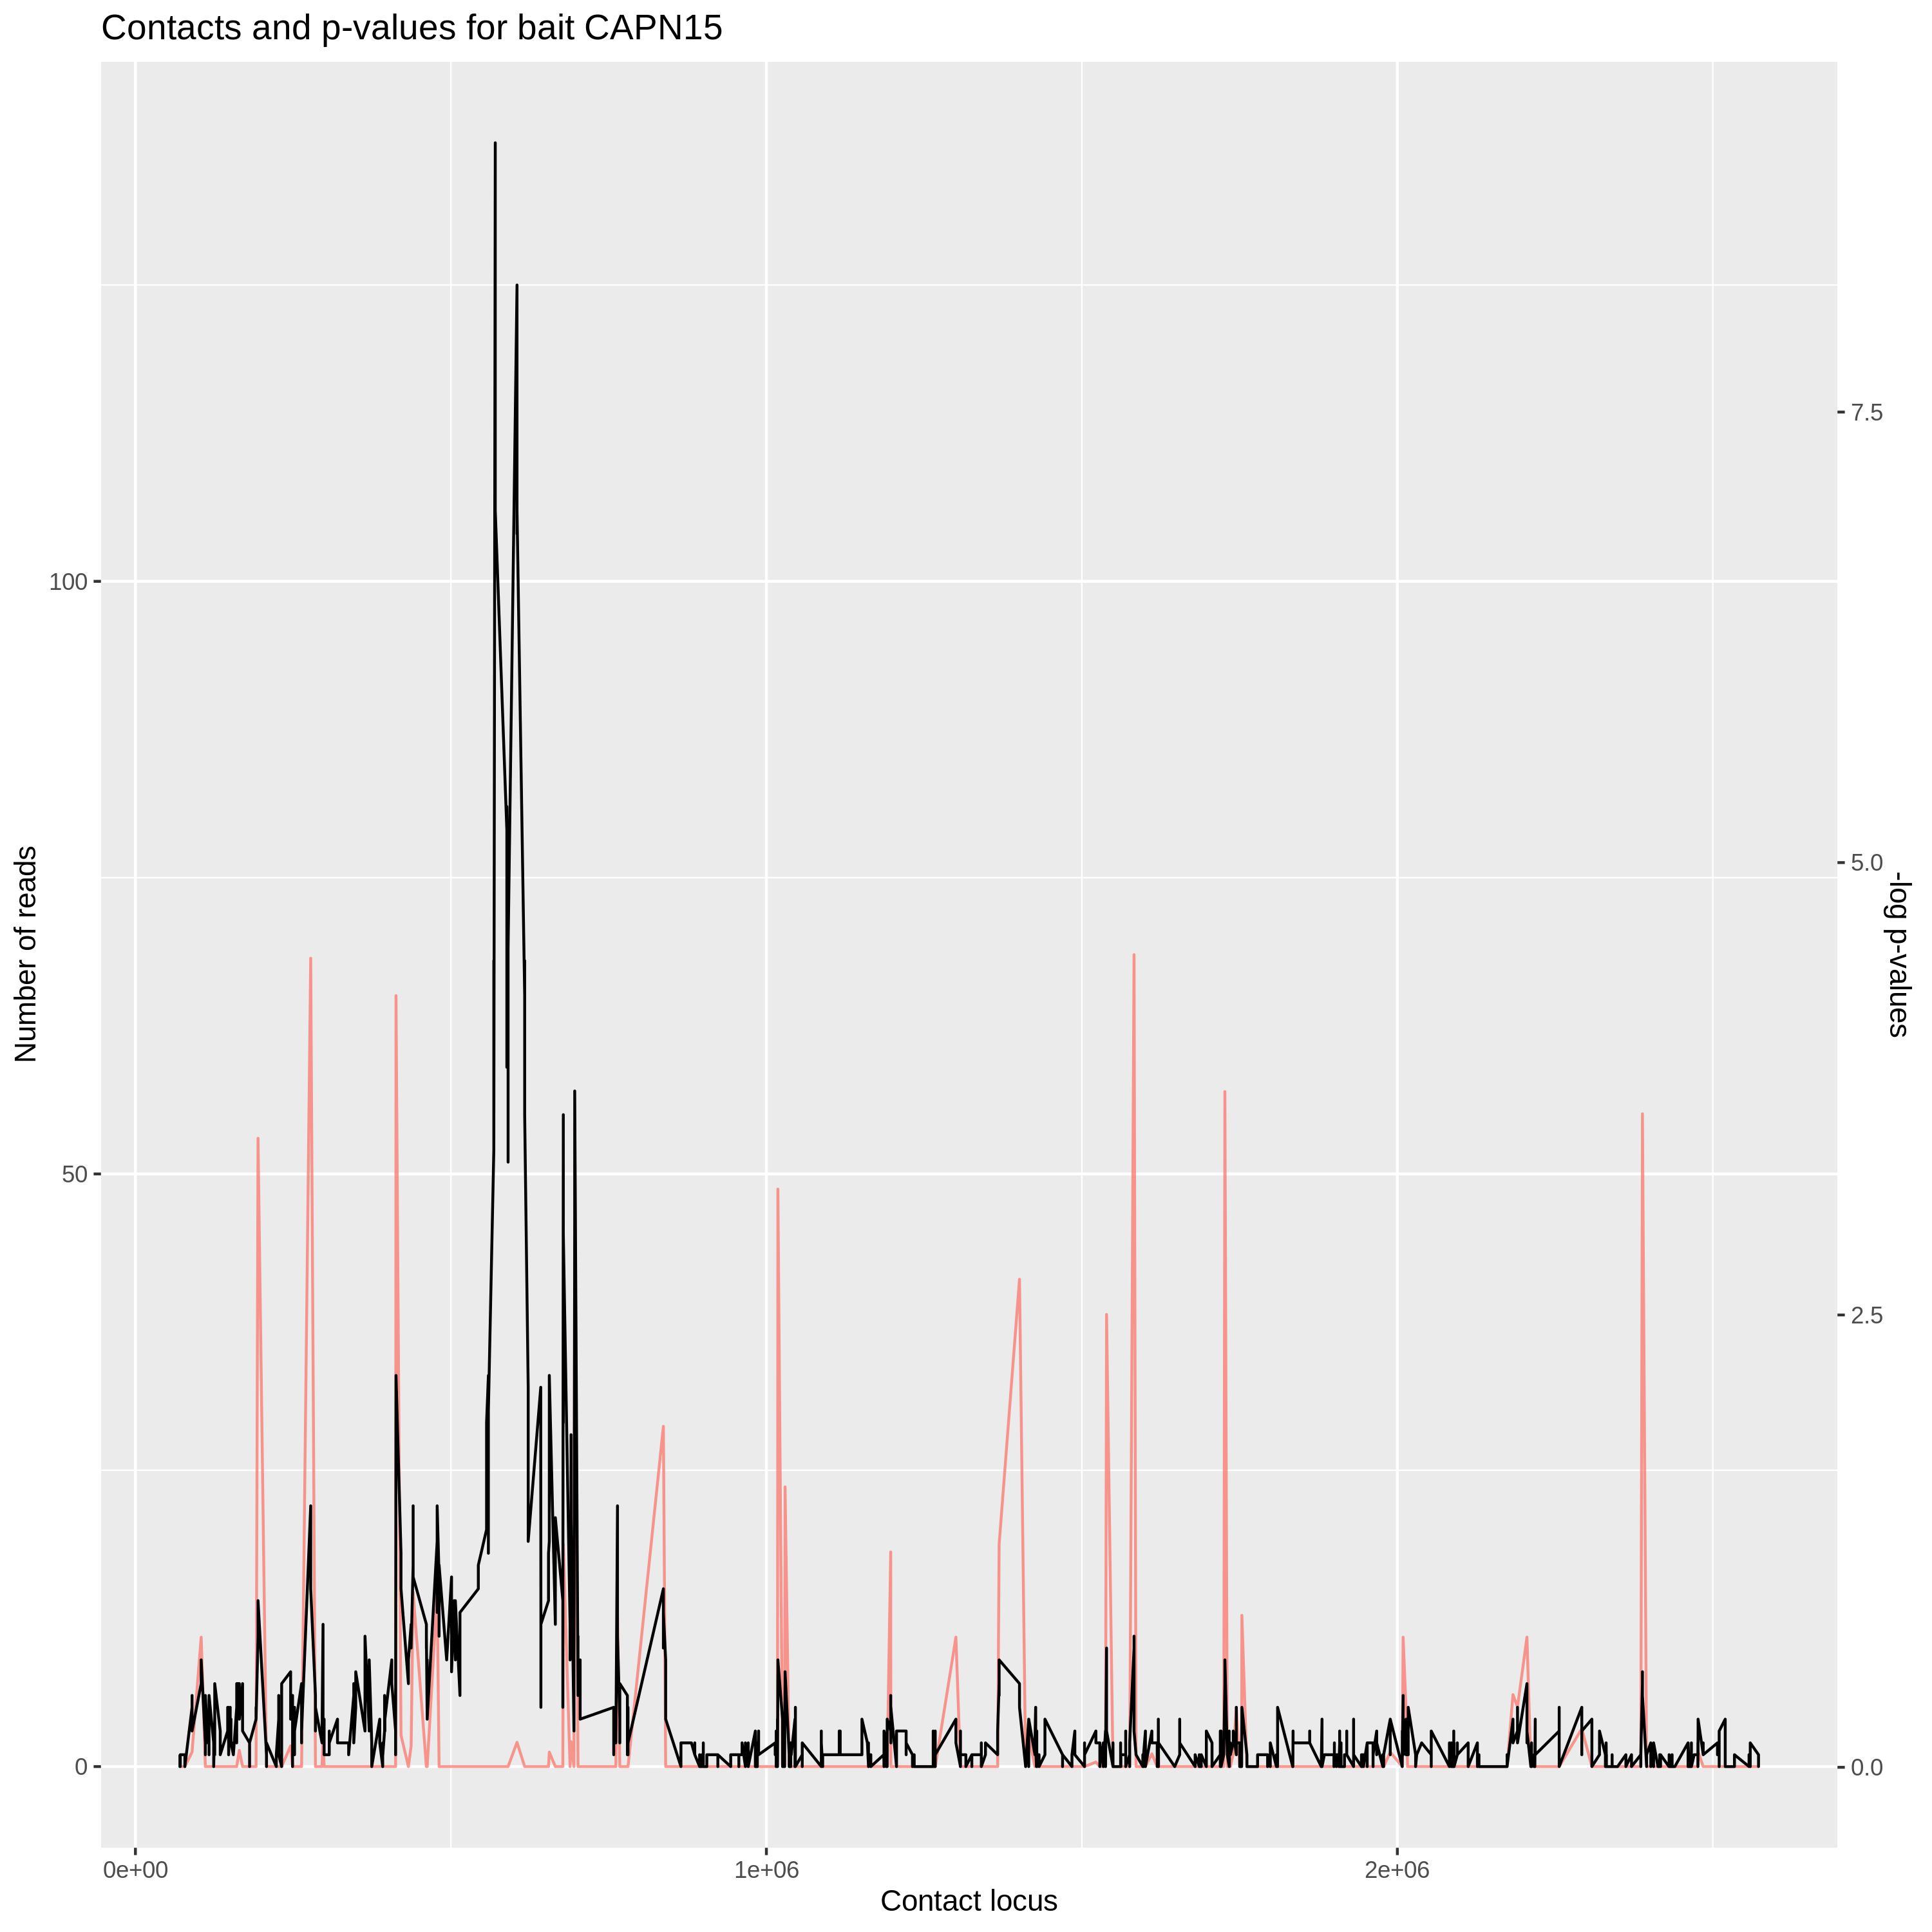 Contacts and p-values for bait CAPN15
100
50
0
Number of reads
7.5
5.0
2.5
0.0
-log p-values
0e+00
1e+06
2e+06
Contact locus